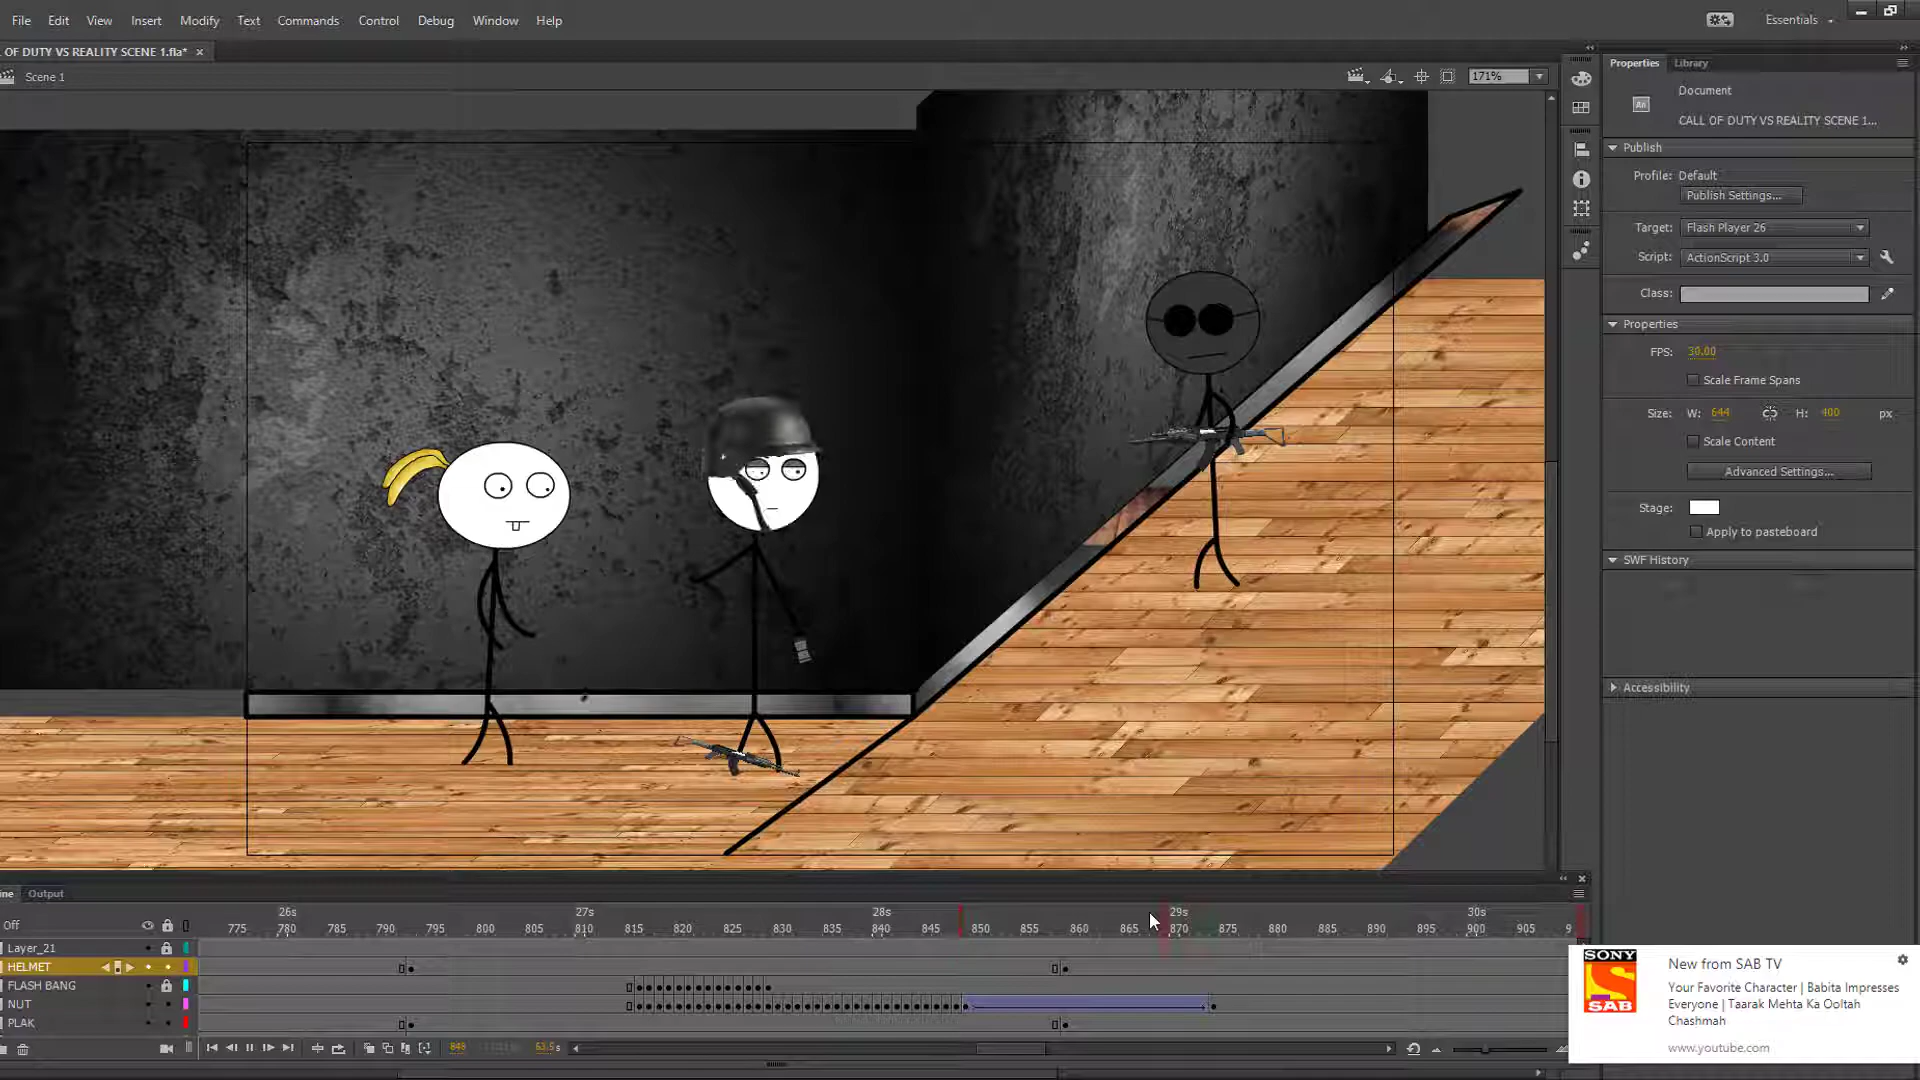 File Edit View Insert Modify Text Commands Control Debug Window Help
Essentials
OF DUTY VS REALITY SCENE 1.fla* ×
Scene 1
171%
Properties Library
Document
An
CALL OF DUTY VS REALITY SCENE 1...
Publish
Profile: Default
Publish Settings...
Target: Flash Player 26
Script: ActionScript 3.0
Class:
Properties
FPS: 30.00
Scale Frame Spans
Size: W: 644 H: 400 px
Scale Content
Advanced Settings...
Stage:
Apply to pasteboard
SWF History
Accessibility
ine Output
26s 27s 28s 29s 30s
Off
775 780 785 790 795 800 805 810 815 820 825 830 835 840 845 850 855 860 865 870 875 880 885 890 895 900 905 9
Layer_21
HELMET
FLASH BANG
NUT
PLAK
848 63.5s
SONY
SAB
New from SAB TV
Your Favorite Character | Babita Impresses
Everyone | Taarak Mehta Ka Ooltah
Chashmah
www.youtube.com